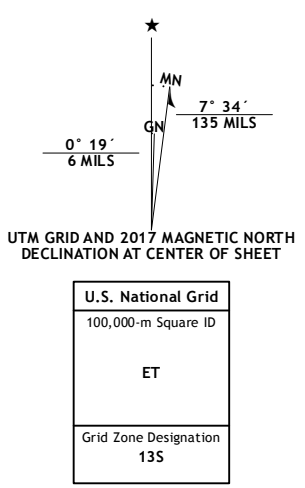 ★
MN
GN
7° 34´
135 MILS
0° 19´
6 MILS
UTM GRID AND 2017 MAGNETIC NORTH
DECLINATION AT CENTER OF SHEET
U.S. National Grid
100,000-m Square ID
ET
Grid Zone Designation
13S